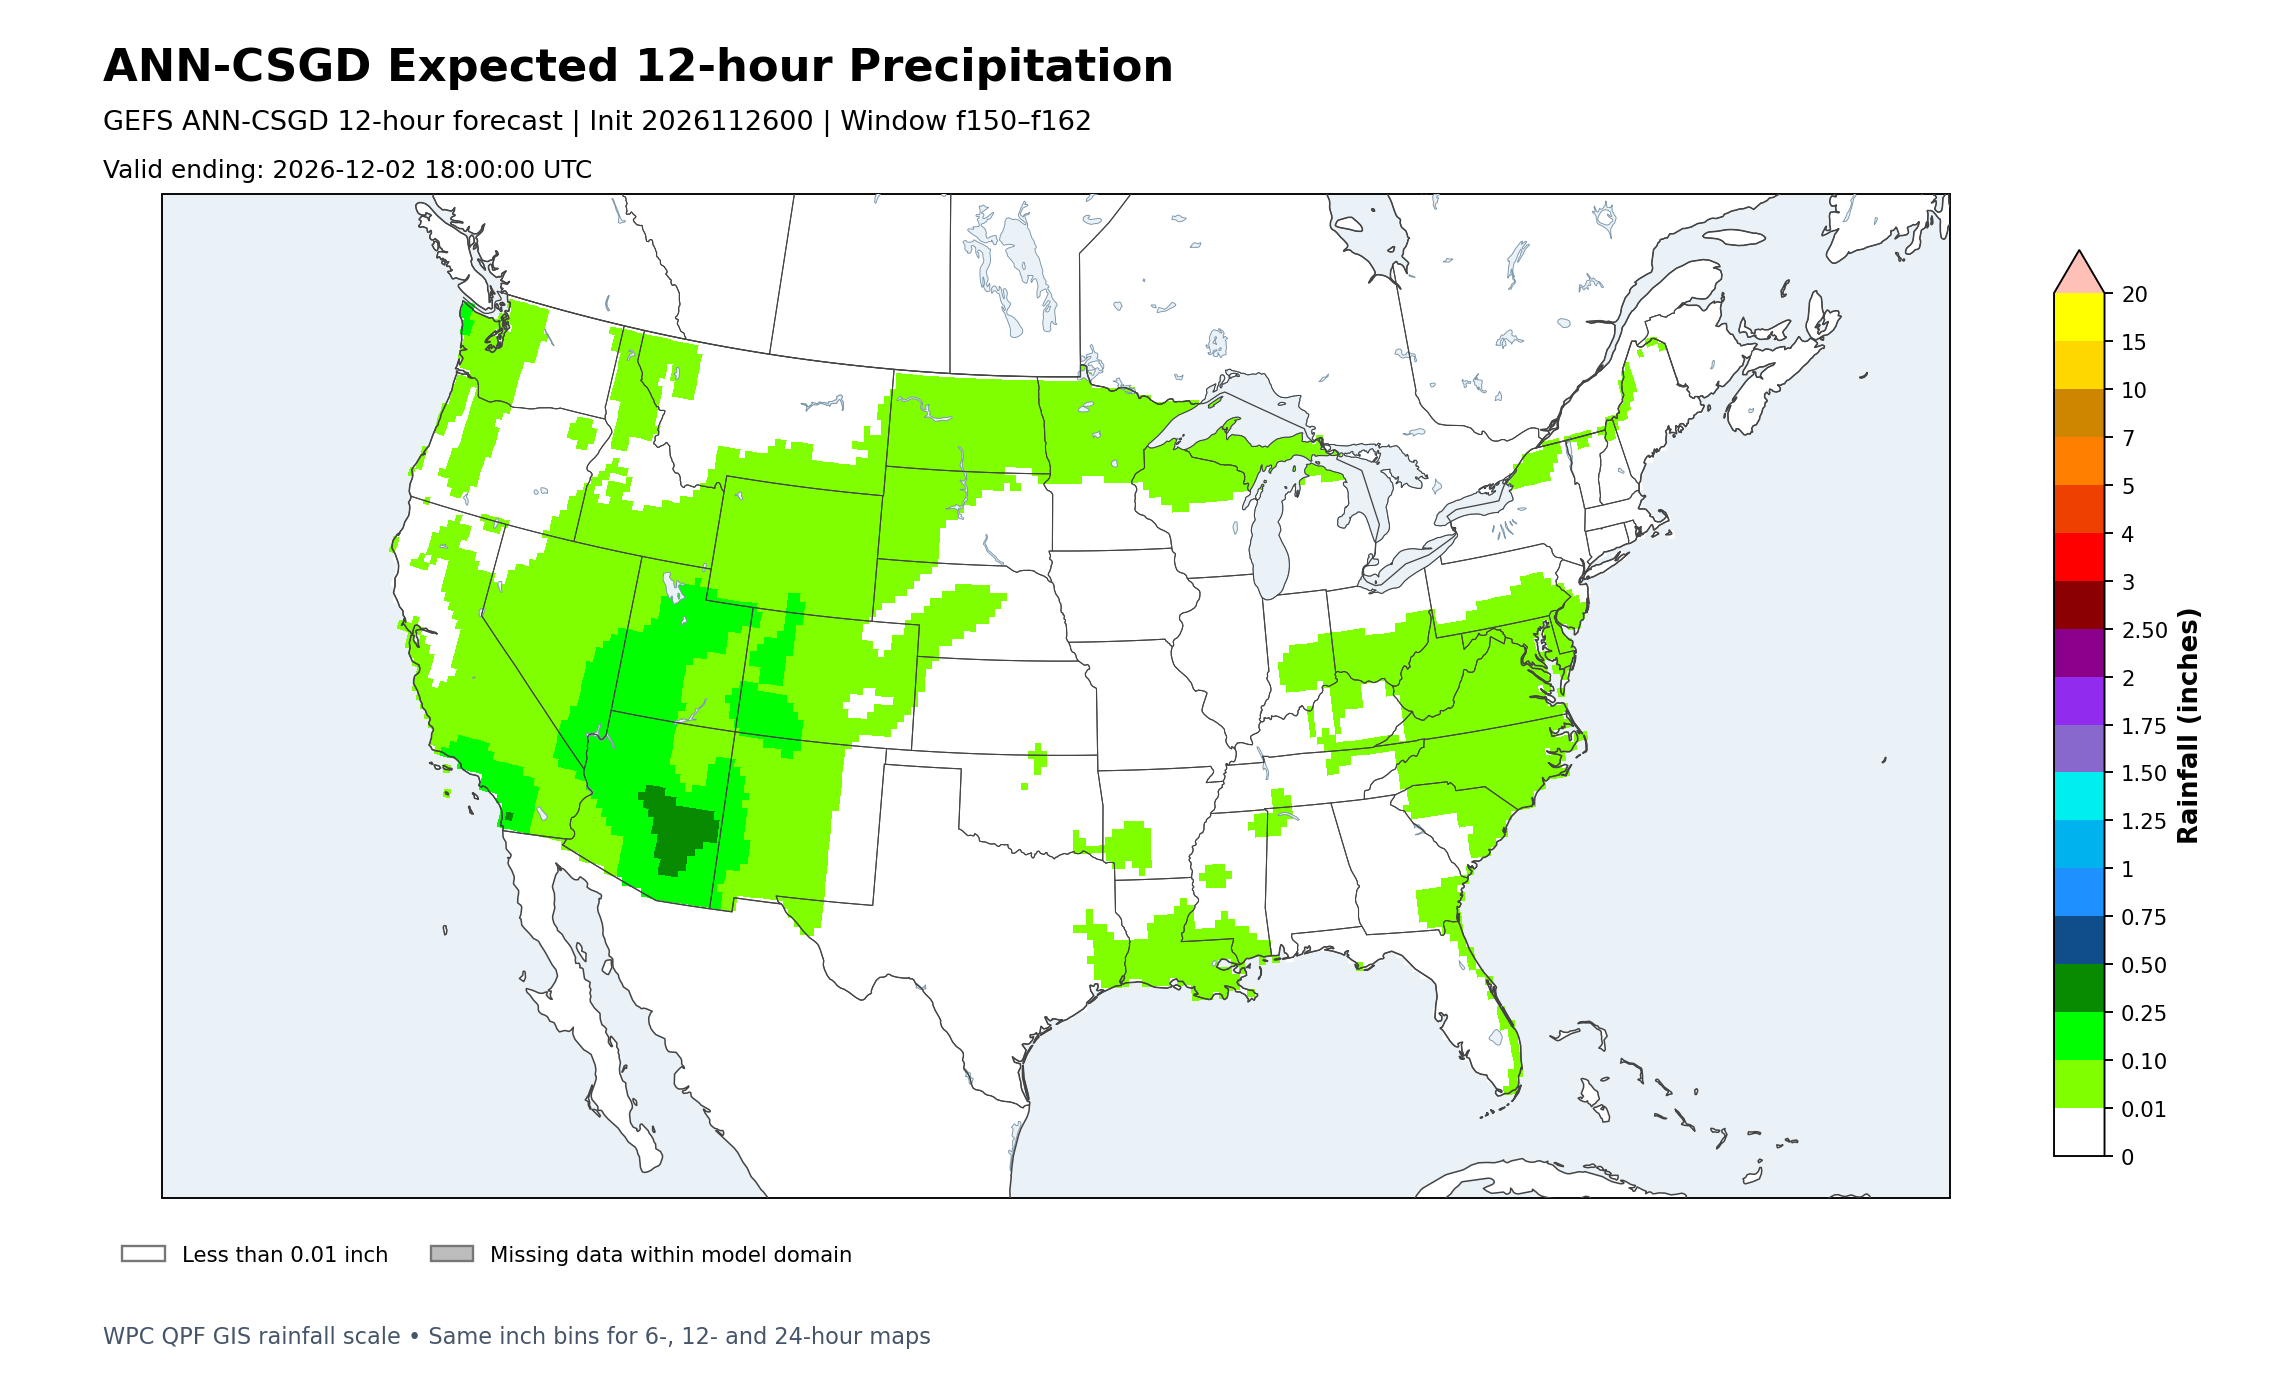 ANN-CSGD Expected 12-hour Precipitation
GEFS ANN-CSGD 12-hour forecast | Init 2026112600 | Window f150–f162
Valid ending: 2026-12-02 18:00:00 UTC
20
15
10
7
5
4
3
2.50
2
1.75
1.50
1.25
1
0.75
0.50
0.25
0.10
0.01
0
Rainfall (inches)
Less than 0.01 inch
Missing data within model domain
WPC QPF GIS rainfall scale • Same inch bins for 6-, 12- and 24-hour maps